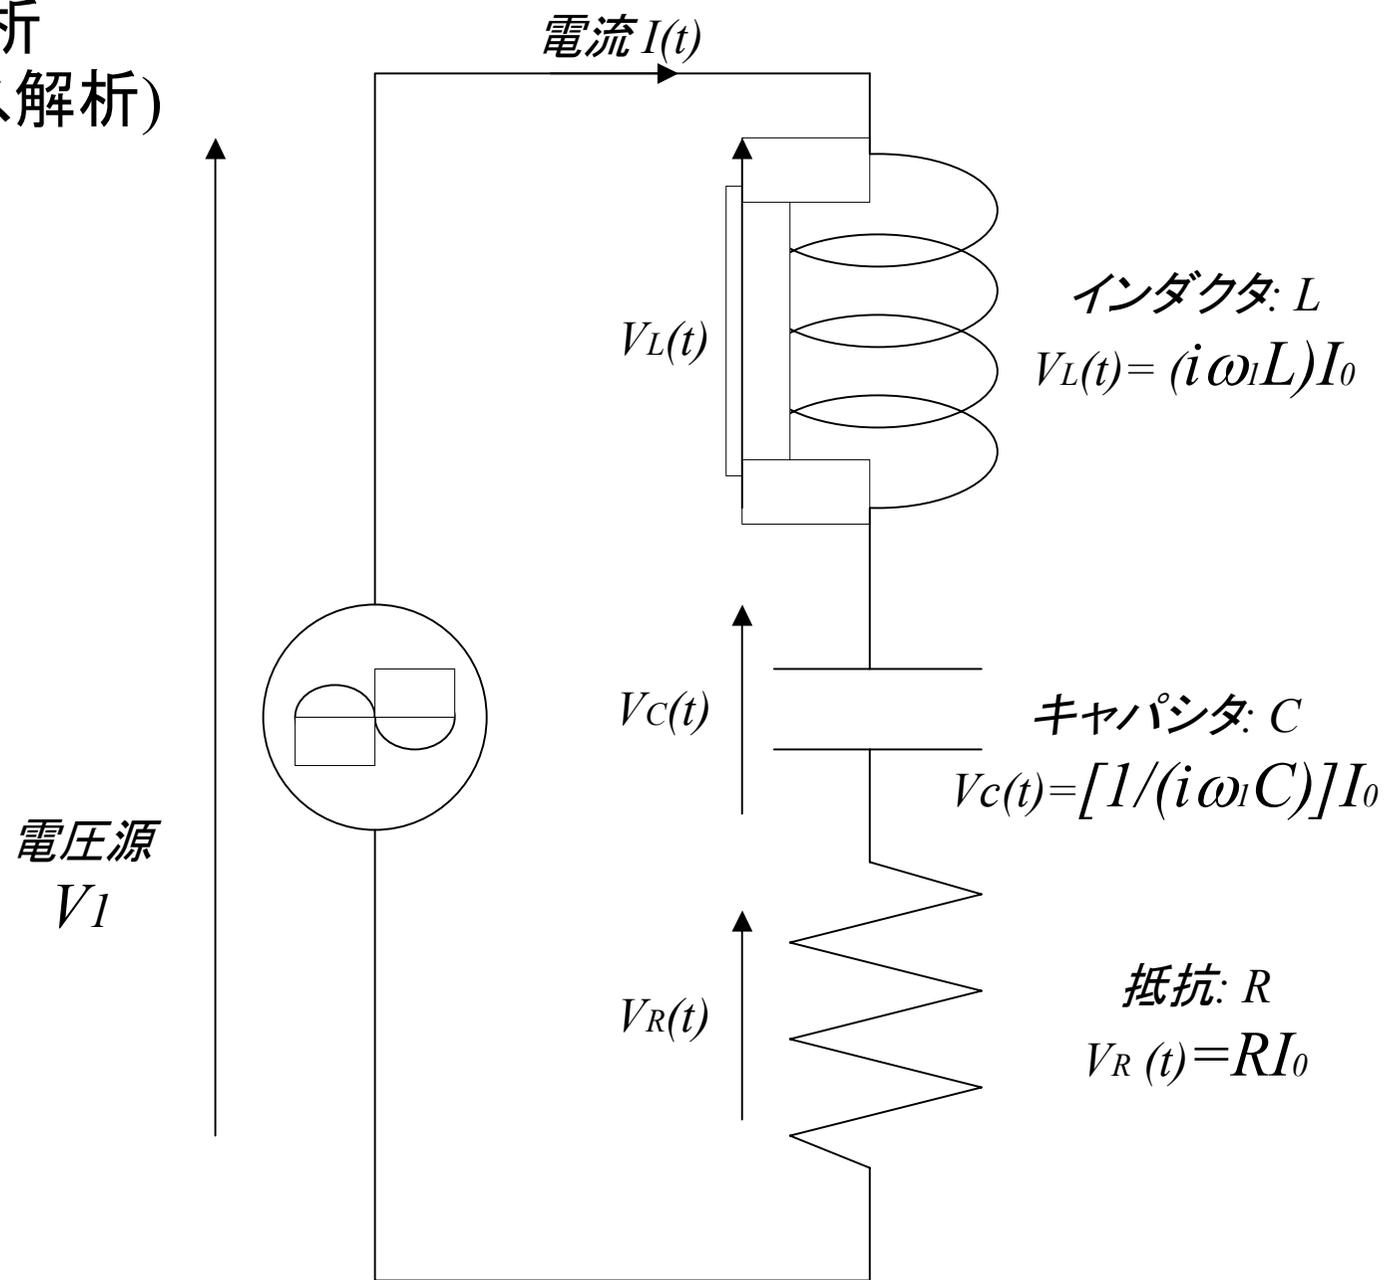 析
解析)
電流 I(t)
VL(t)
インダクタ: L
VL(t)= (iω1L)I0
VC(t)
キャパシタ: C
Vc(t)=[1/(iω1C)]I0
電圧源
V1
VR(t)
抵抗: R
VR (t)=RI0